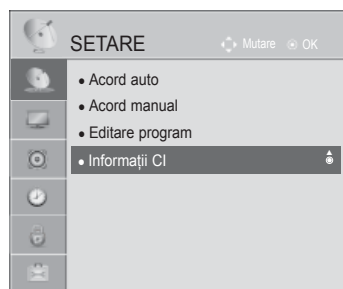 SETARE
Mutare OK
Acord auto
Acord manual
Editare program
Informații CI